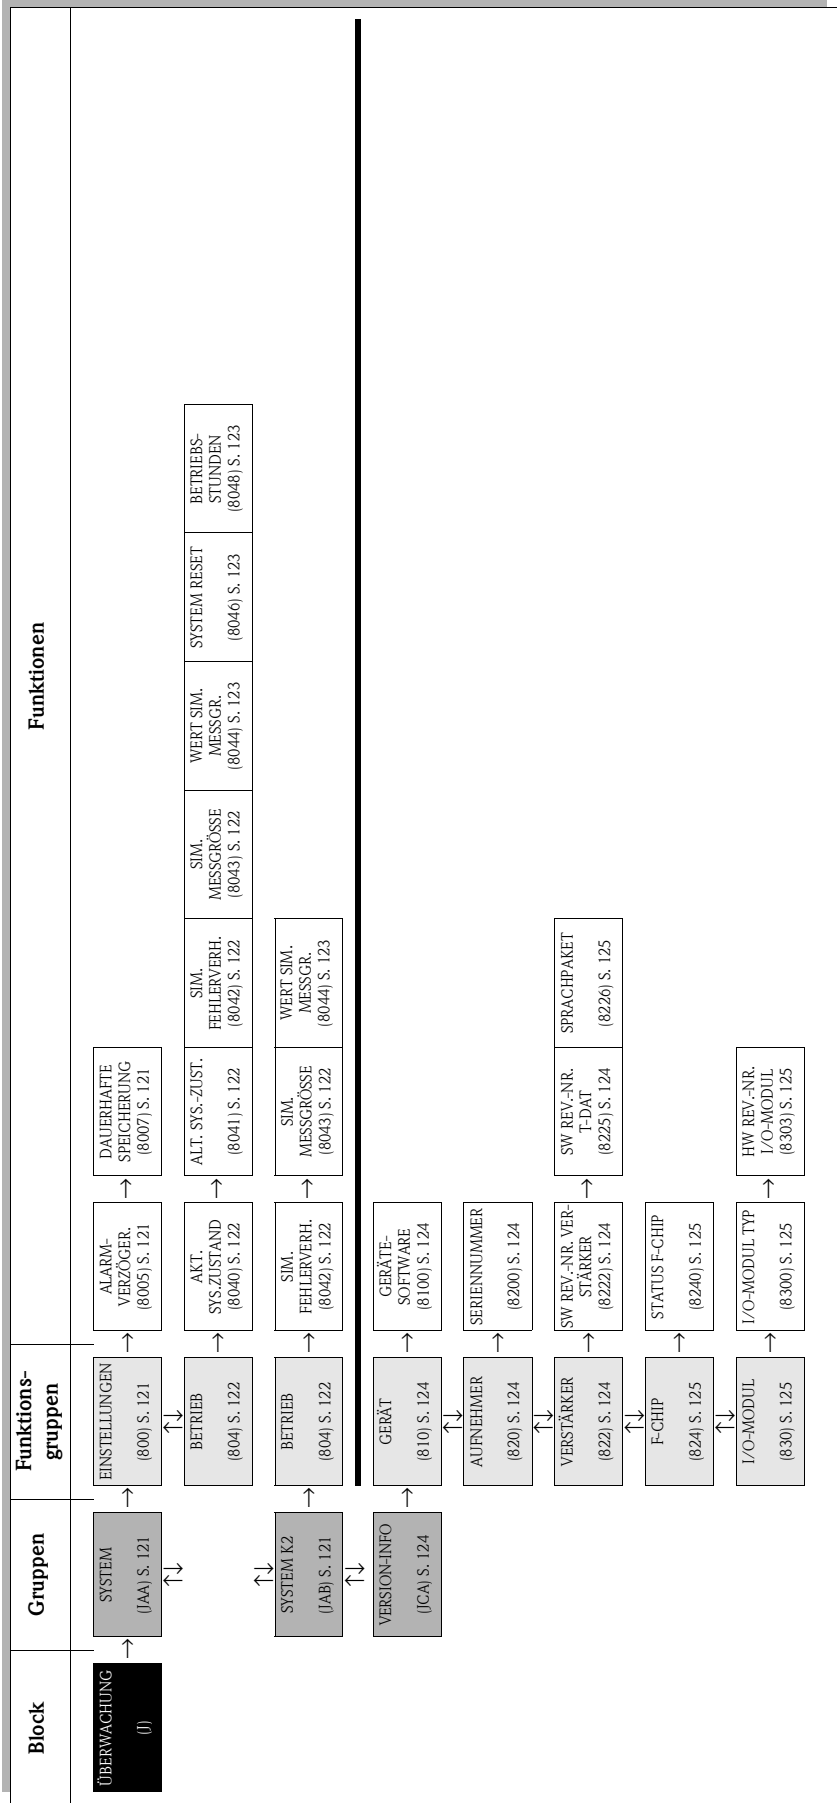 Block
Gruppen
Funktions-
gruppen
Funktionen
ÜBERWACHUNG
(J)
SYSTEM
(JAA) S. 121
EINSTELLUNGEN
(800) S. 121
ALARM-
VERZÖGER.
(8005) S. 121
DAUERHAFTE
SPEICHERUNG
(8007) S. 121
BETRIEB
(804) S. 122
AKT.
SYS.ZUSTAND
(8040) S. 122
ALT. SYS.-ZUST.
(8041) S. 122
SIM.
FEHLERVERH.
(8042) S. 122
SIM.
MESSGRÖSSE
(8043) S. 122
WERT SIM.
MESSGR.
(8044) S. 123
SYSTEM RESET
(8046) S. 123
BETRIEBS-
STUNDEN
(8048) S. 123
SYSTEM K2
(JAB) S. 121
BETRIEB
(804) S. 122
SIM.
FEHLERVERH.
(8042) S. 122
SIM.
MESSGRÖSSE
(8043) S. 122
WERT SIM.
MESSGR.
(8044) S. 123
VERSION-INFO
(JCA) S. 124
GERÄT
(810) S. 124
GERÄTE-
SOFTWARE
(8100) S. 124
AUFNEHMER
(820) S. 124
SERIENNUMMER
(8200) S. 124
VERSTÄRKER
(822) S. 124
SW REV.-NR. VER-
STÄRKER
(8222) S. 124
SW REV.-NR.
T-DAT
(8225) S. 124
SPRACHPAKET
(8226) S. 125
F-CHIP
(824) S. 125
STATUS F-CHIP
(8240) S. 125
I/O-MODUL
(830) S. 125
I/O-MODUL TYP
(8300) S. 125
HW REV.-NR.
I/O-MODUL
(8303) S. 125